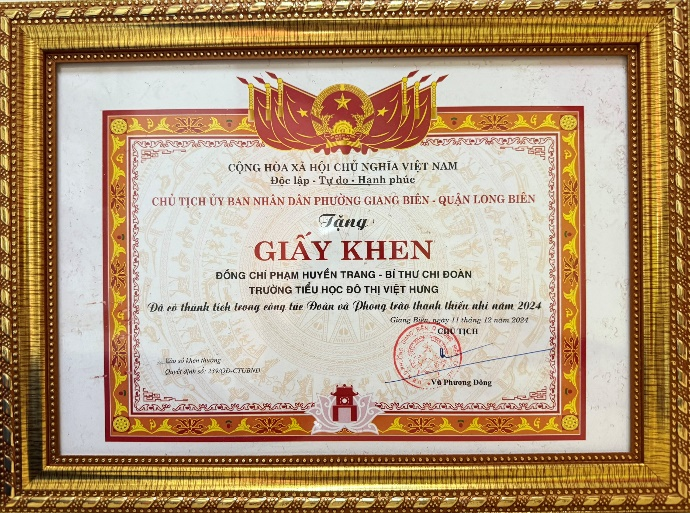 CỘNG HÒA XÃ HỘI CHỦ NGHĨA VIỆT NAM
Độc lập - Tự do - Hạnh phúc
CHỦ TỊCH ỦY BAN NHÂN DÂN PHƯỜNG GIANG BIÊN - QUẬN LONG BIÊN
Tặng
GIẤY KHEN
ĐỒNG CHÍ PHẠM HUYỀN TRANG - BÍ THƯ CHI ĐOÀN
TRƯỜNG TIỂU HỌC ĐÔ THỊ VIỆT HƯNG
Đã có thành tích trong công tác Đoàn và Phong trào thanh thiếu nhi năm 2024
Giang Biên, ngày 11 tháng 12 năm 2024
CHỦ TỊCH
Vào sổ khen thưởng
Quyết định số: 239/QĐ-CTUBND
Vũ Phương Đông